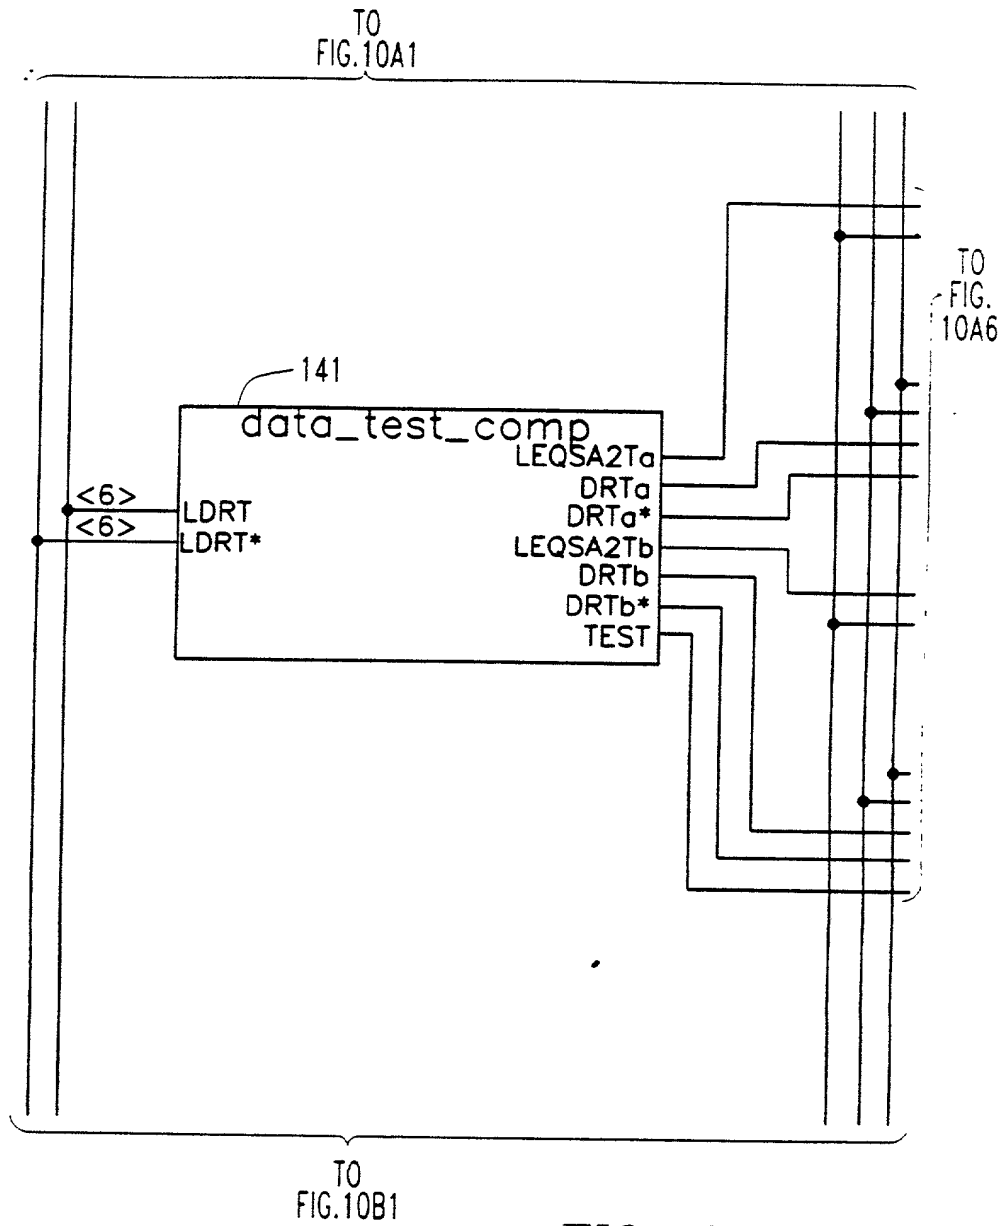 TO
FIG.10A1
TO
FIG.
10A6
141
data_test_comp
LEQSA2Ta
DRTa
<6>
LDRT
DRTa*
<6>
LDRT*
LEQSA2Tb
DRTb
DRTb*
TEST
TO
FIG.10B1